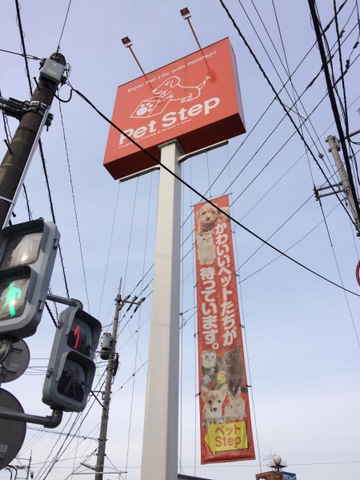 Enjoy Pet Life with PetStep!!
Pet Step
かわいいペットたちが
待っています。
ペット
Step